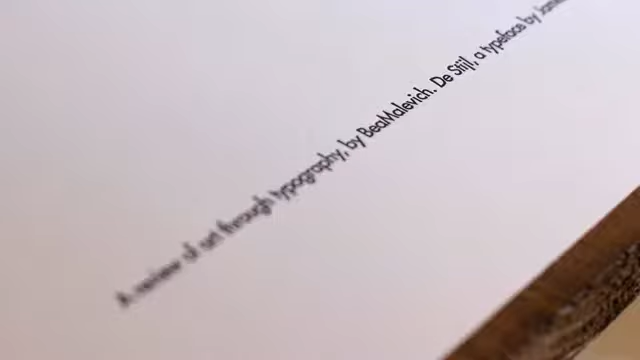 A review of art through typography, by BeaMalevich. De Stijl, a typeface by